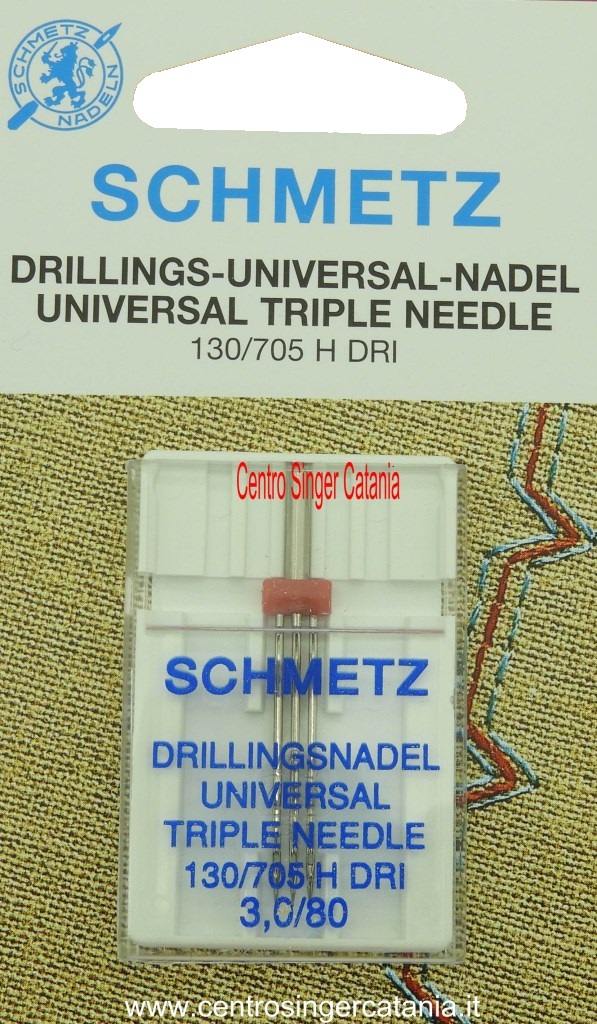 SCHMETZ
NADELN
SCHMETZ
DRILLINGS-UNIVERSAL-NADEL
UNIVERSAL TRIPLE NEEDLE
130/705 H DRI
Centro Singer Catania
SCHMETZ
DRILLINGSNADEL
UNIVERSAL
TRIPLE NEEDLE
130/705 H DRI
3,0/80
www.centrosingercatania.it